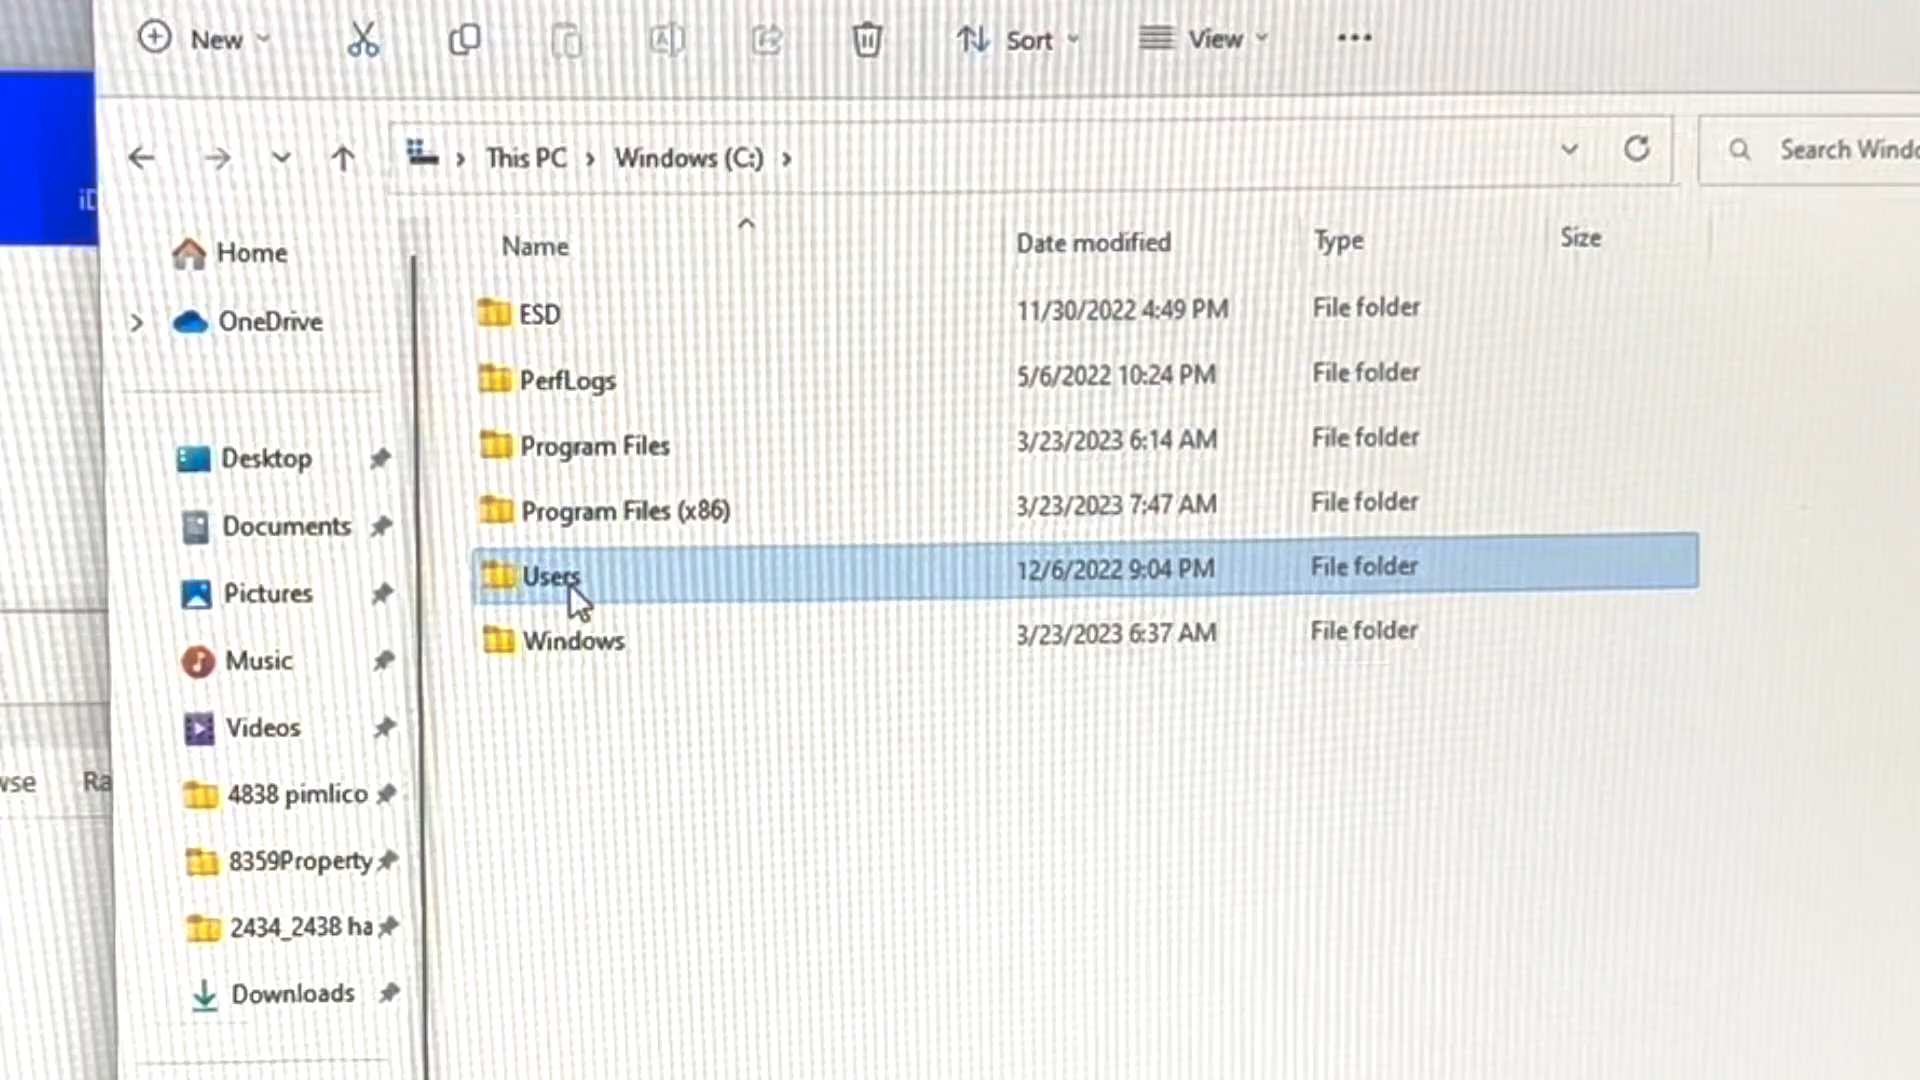 New Sort View
This PC Windows (C:) Search
Home
OneDrive
Desktop
Documents
Pictures
Music
Videos
4838 pimlico
8359Property
2434_2438 ha
Downloads
Name Date modified Type Size
ESD 11/30/2022 4:49 PM File folder
PerfLogs 5/6/2022 10:24 PM File folder
Program Files 3/23/2023 6:14 AM File folder
Program Files (x86) 3/23/2023 7:47 AM File folder
Users 12/6/2022 9:04 PM File folder
Windows 3/23/2023 6:37 AM File folder